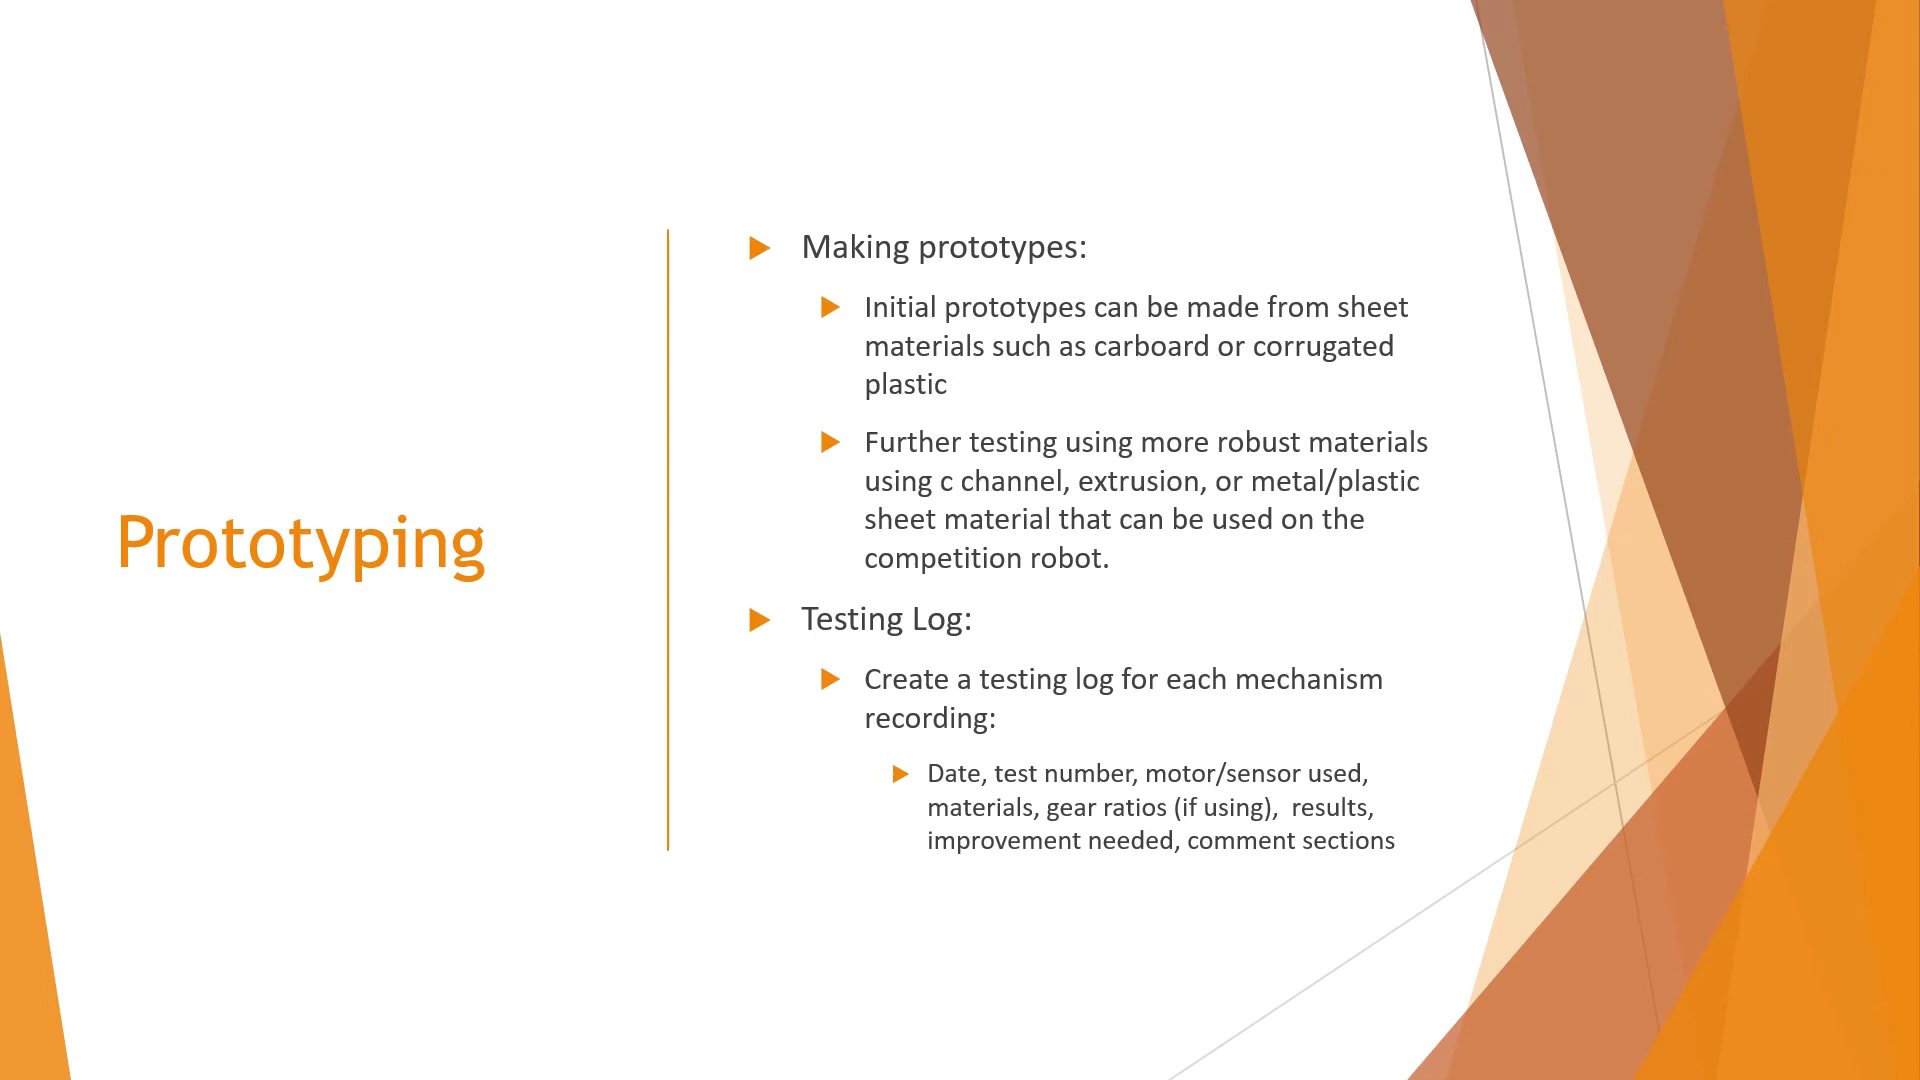 Prototyping
Making prototypes:
Initial prototypes can be made from sheet
materials such as carboard or corrugated
plastic
Further testing using more robust materials
using c channel, extrusion, or metal/plastic
sheet material that can be used on the
competition robot.
Testing Log:
Create a testing log for each mechanism
recording:
Date, test number, motor/sensor used,
materials, gear ratios (if using),  results,
improvement needed, comment sections